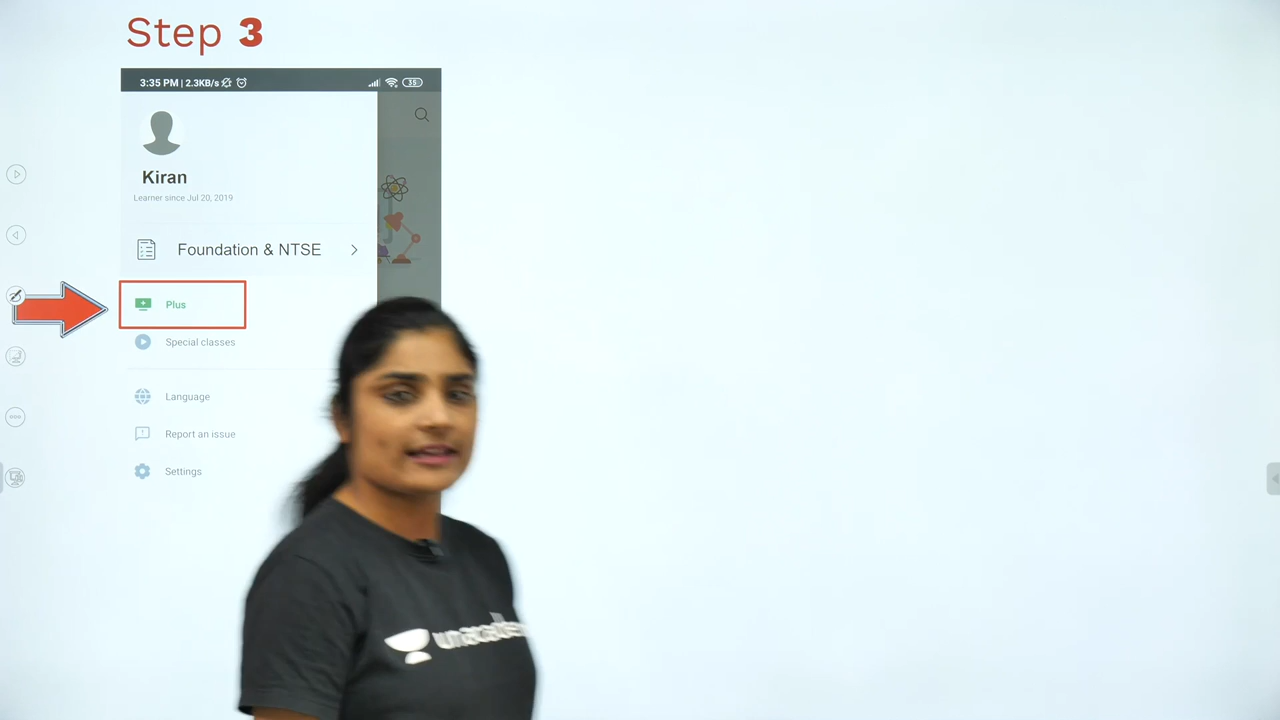 Step 3
3:35 PM | 2.3KB/s
35
Kiran
Learner since Jul 20, 2019
Foundation & NTSE
Plus
Special classes
Language
Report an issue
Settings